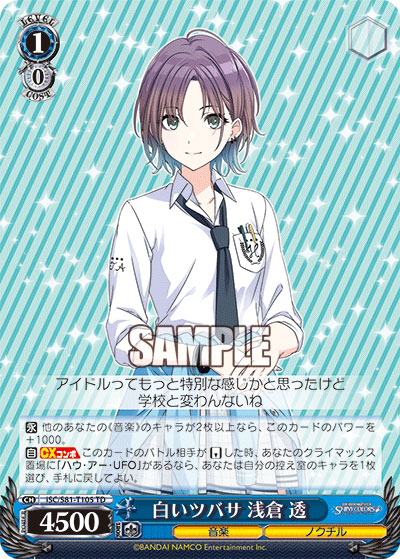 LEVEL
1
0
COST
SAMPLE
アイドルってもっと特別な感じかと思ったけど
学校と変わんないね
永 他のあなたの《音楽》のキャラが2枚以上なら、このカードのパワーを
+1000。
自 CXコンボ このカードのバトル相手が した時、あなたのクライマックス
置場に「ハウ・アー・UFO」があるなら、あなたは自分の控え室のキャラを1枚
選び、手札に戻してよい。
CH ISC/S81-T105 TD
4500
白いツバサ 浅倉 透
SHINY COLORS
音楽
ノクチル
©BANDAI NAMCO Entertainment Inc.